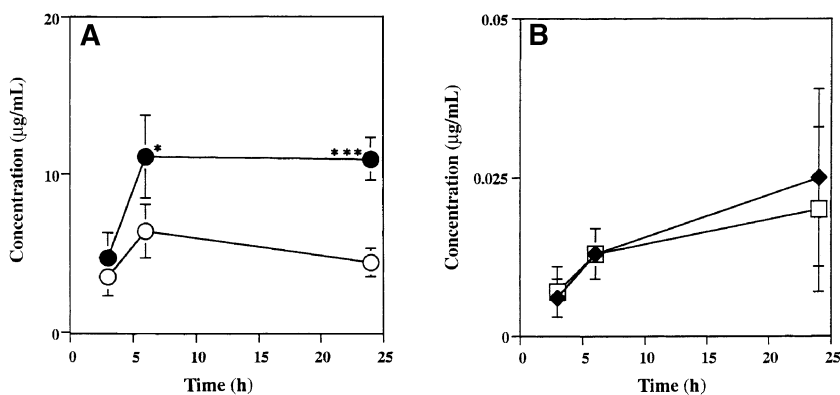 A
20
10
0
Concentration (µg/mL)
*
***
0 5 10 15 20 25
Time (h)
B
0.05
0.025
0
Concentration (µg/mL)
0 5 10 15 20 25
Time (h)